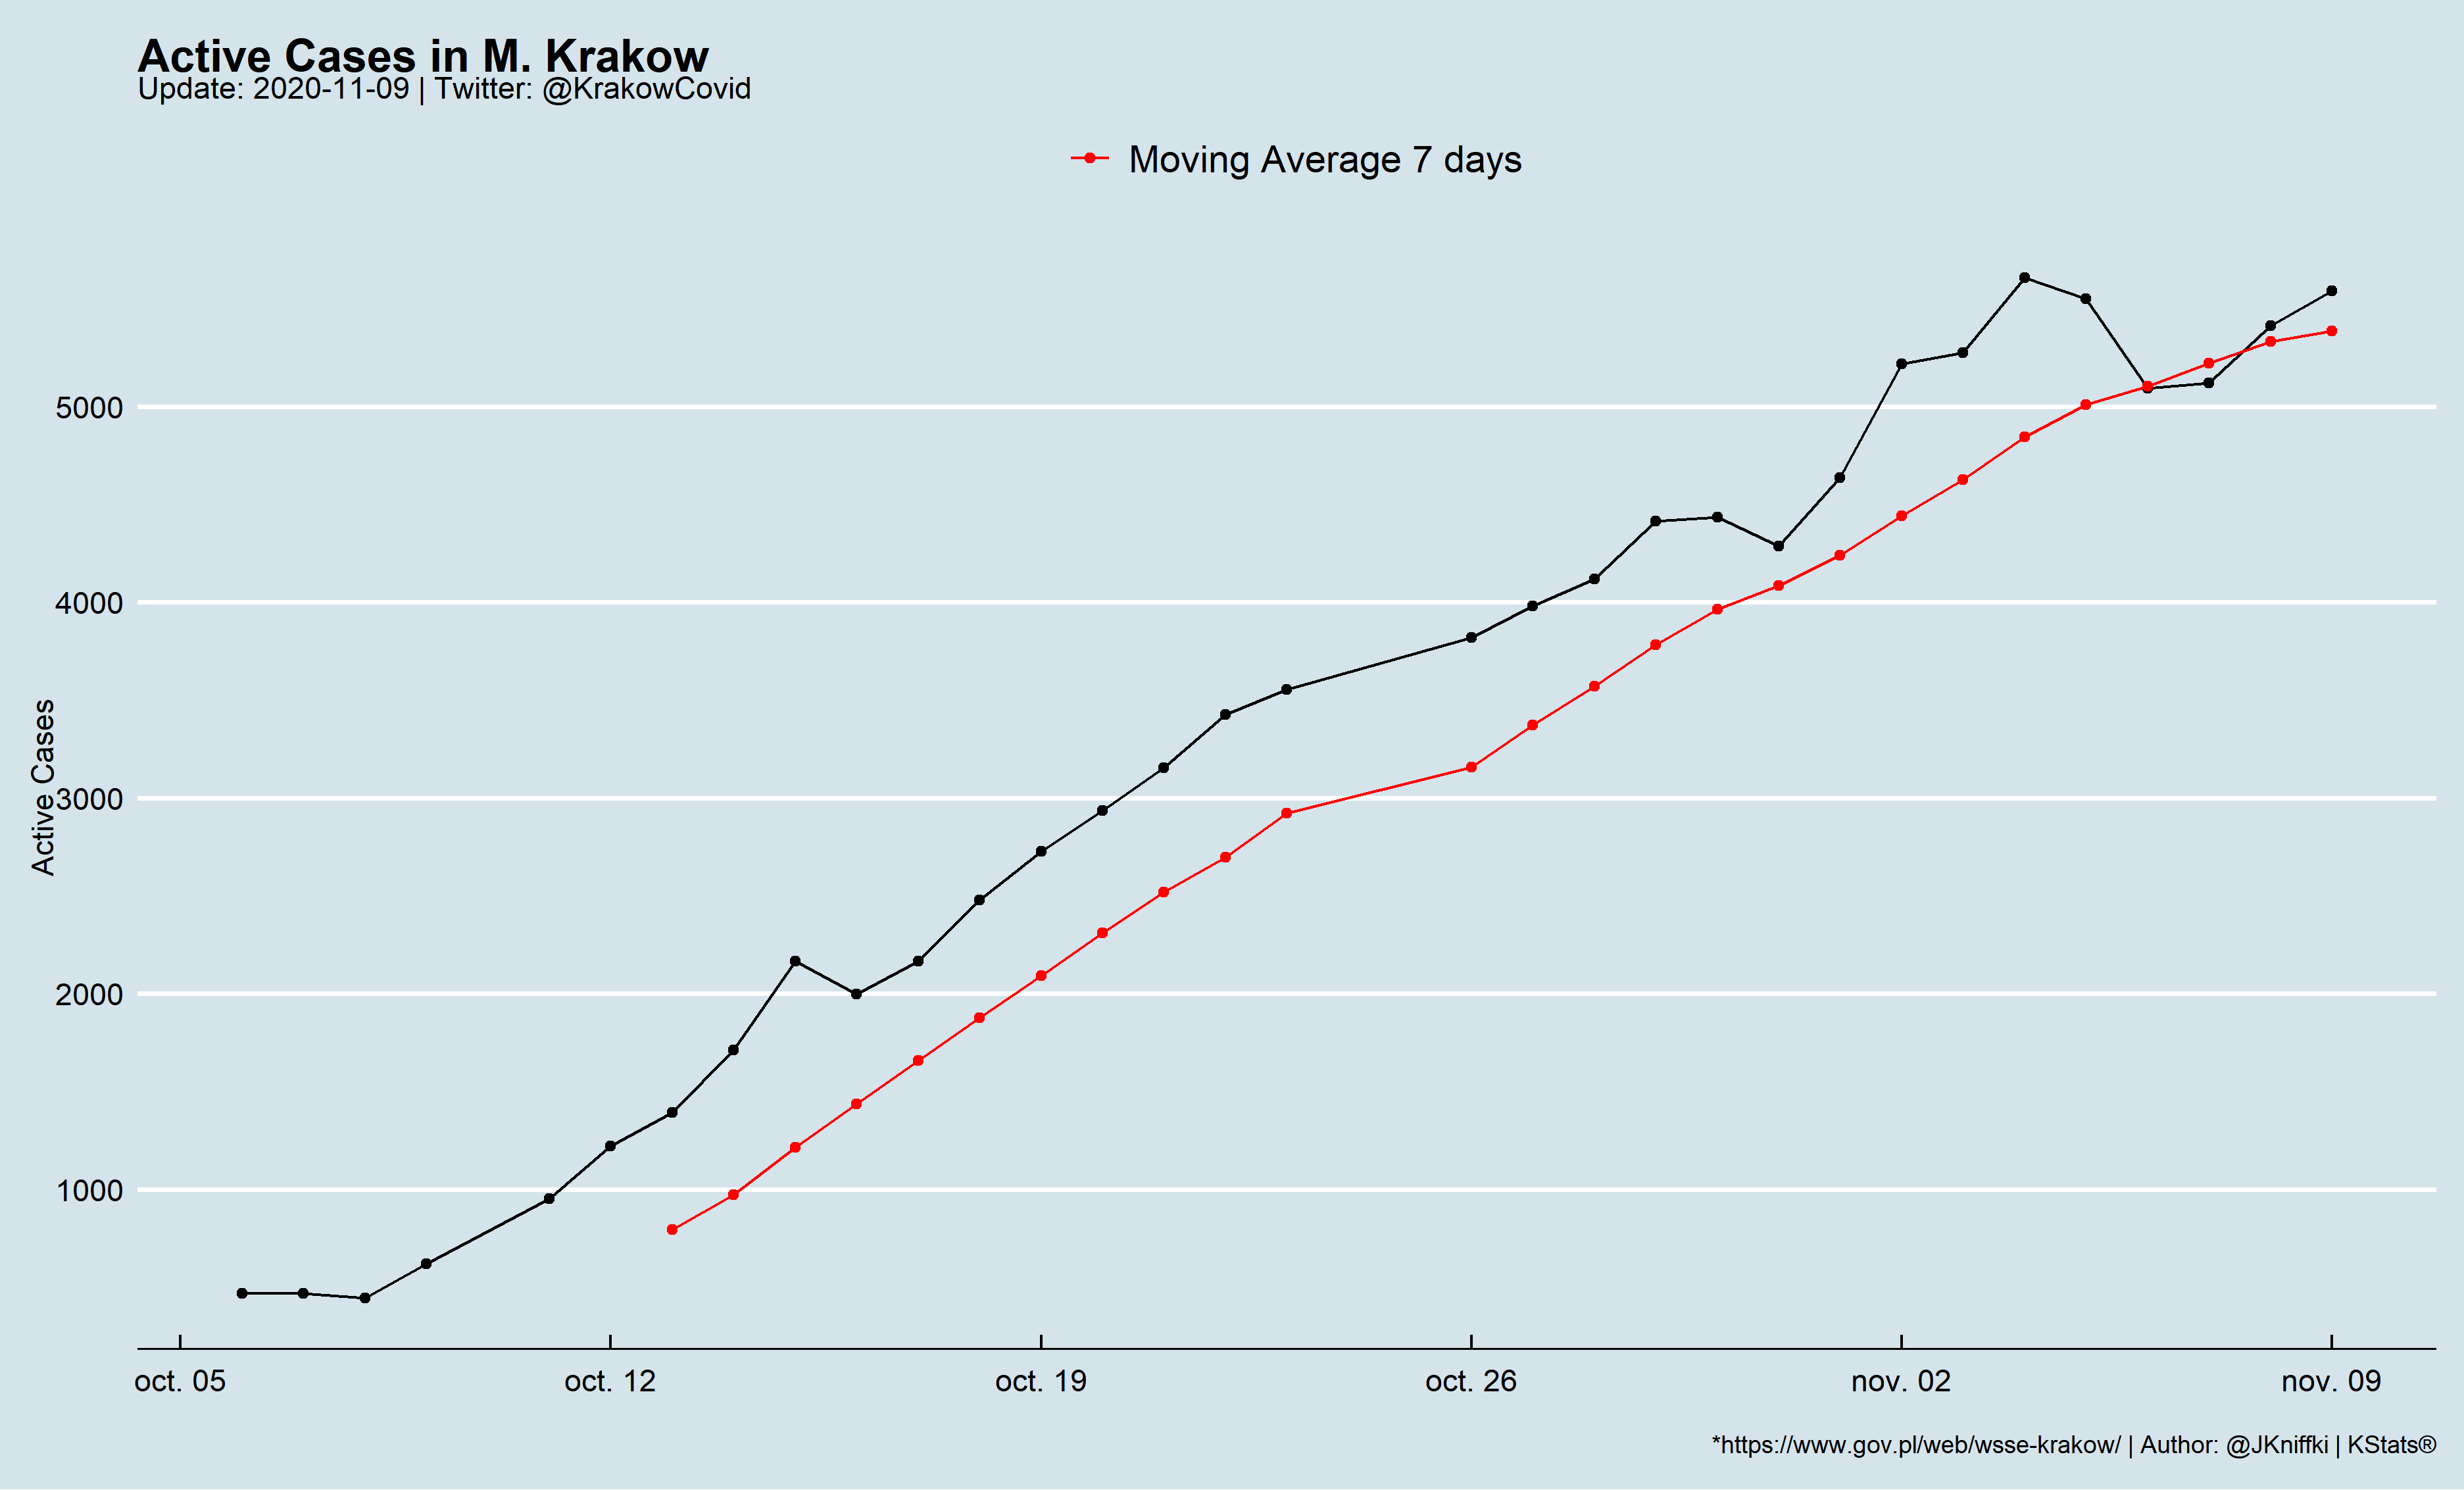 Active Cases in M. Krakow
Update: 2020-11-09 | Twitter: @KrakowCovid
Moving Average 7 days
Active Cases
5000
4000
3000
2000
1000
oct. 05
oct. 12
oct. 19
oct. 26
nov. 02
nov. 09
*https://www.gov.pl/web/wsse-krakow/ | Author: @JKniffki | KStats®